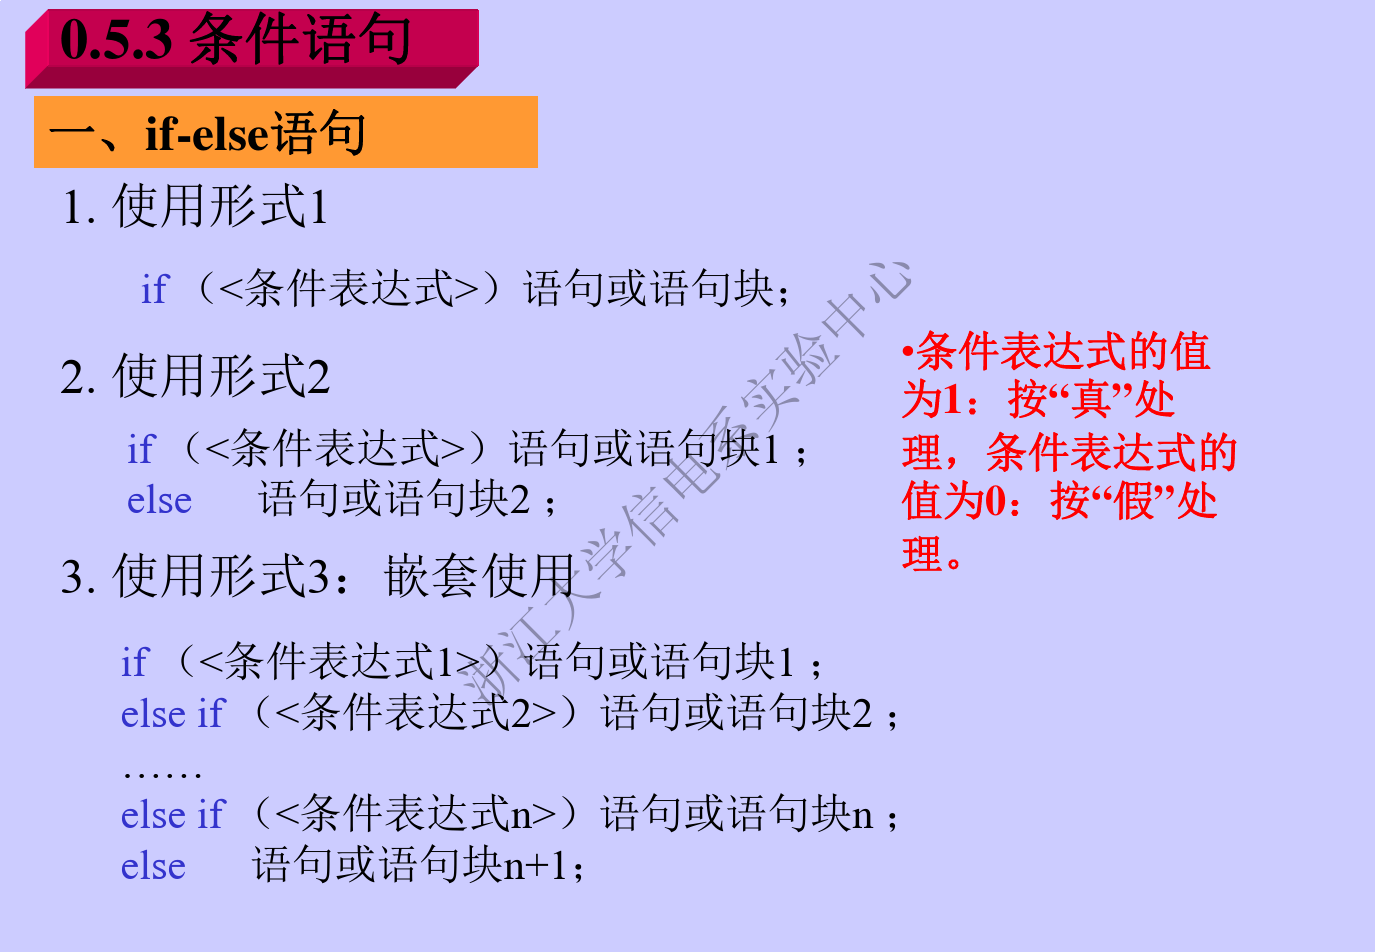 0.5.3 条件语句
一、if-else语句
1. 使用形式1
if（<条件表达式>）语句或语句块；
2. 使用形式2
if（<条件表达式>）语句或语句块1；
else 语句或语句块2；
3. 使用形式3：嵌套使用
if（<条件表达式1>）语句或语句块1；
else if（<条件表达式2>）语句或语句块2；
……
else if（<条件表达式n>）语句或语句块n；
else 语句或语句块n+1；
•条件表达式的值
为1：按“真”处
理，条件表达式的
值为0：按“假”处
理。
浙江大学信电系实验中心